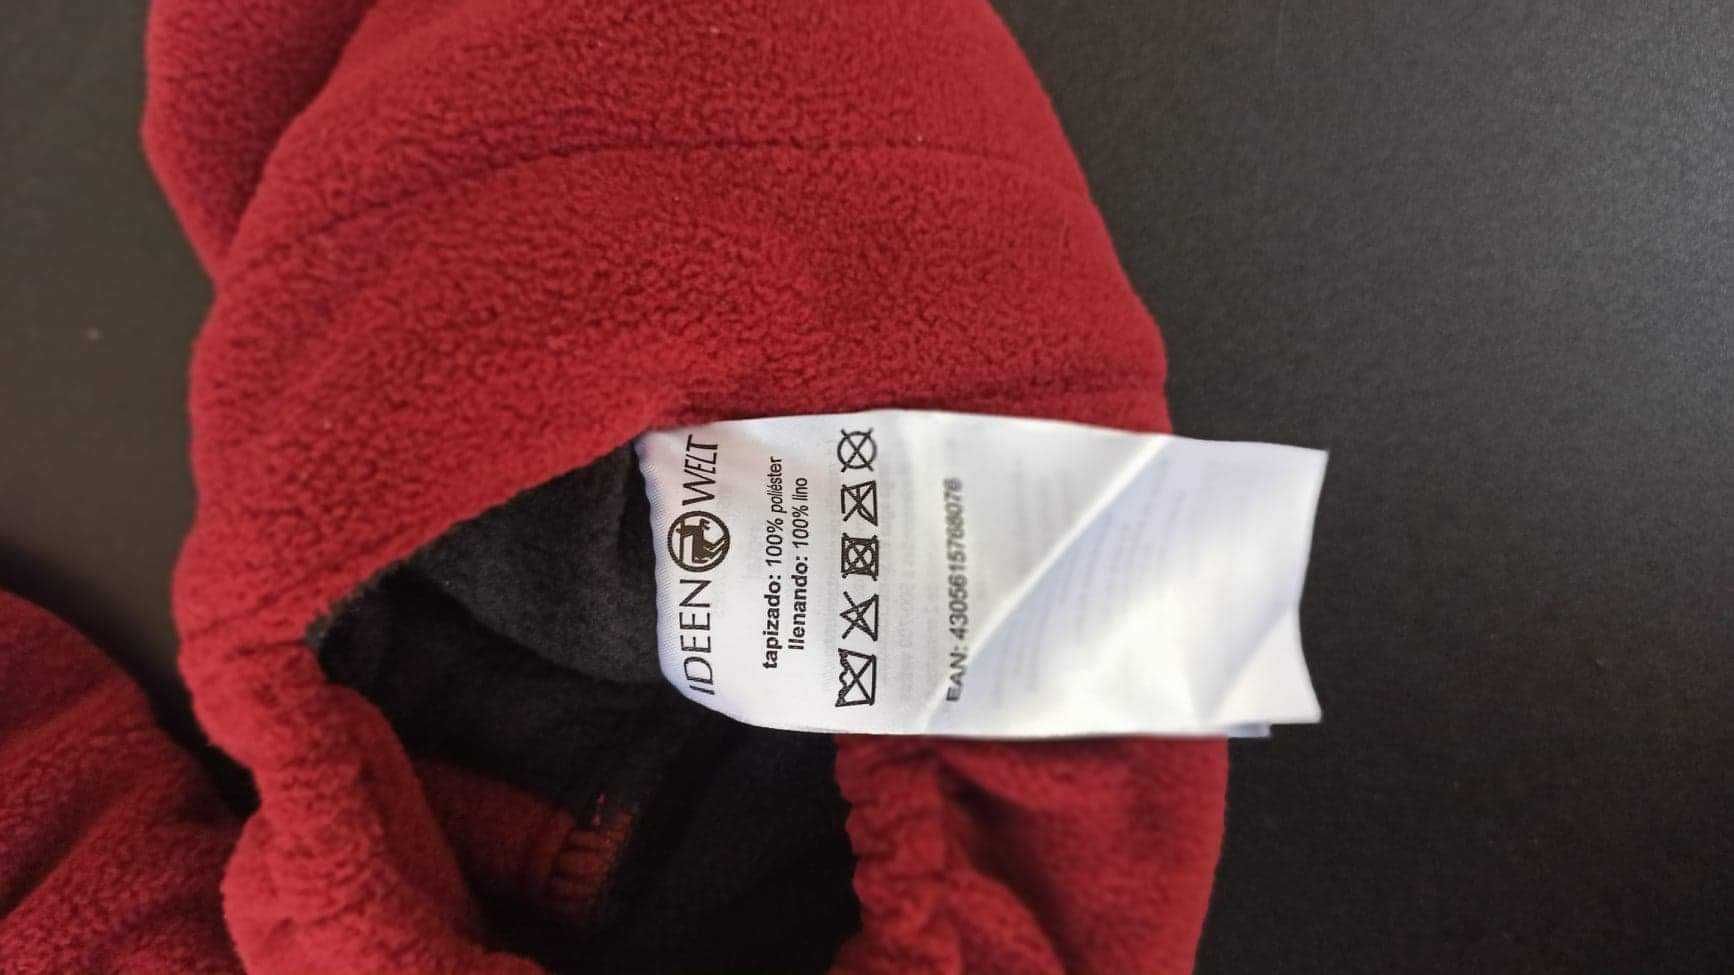 IDEEN WELT
tapizado: 100% poliéster
llenando: 100% lino
EAN: 4305615768076